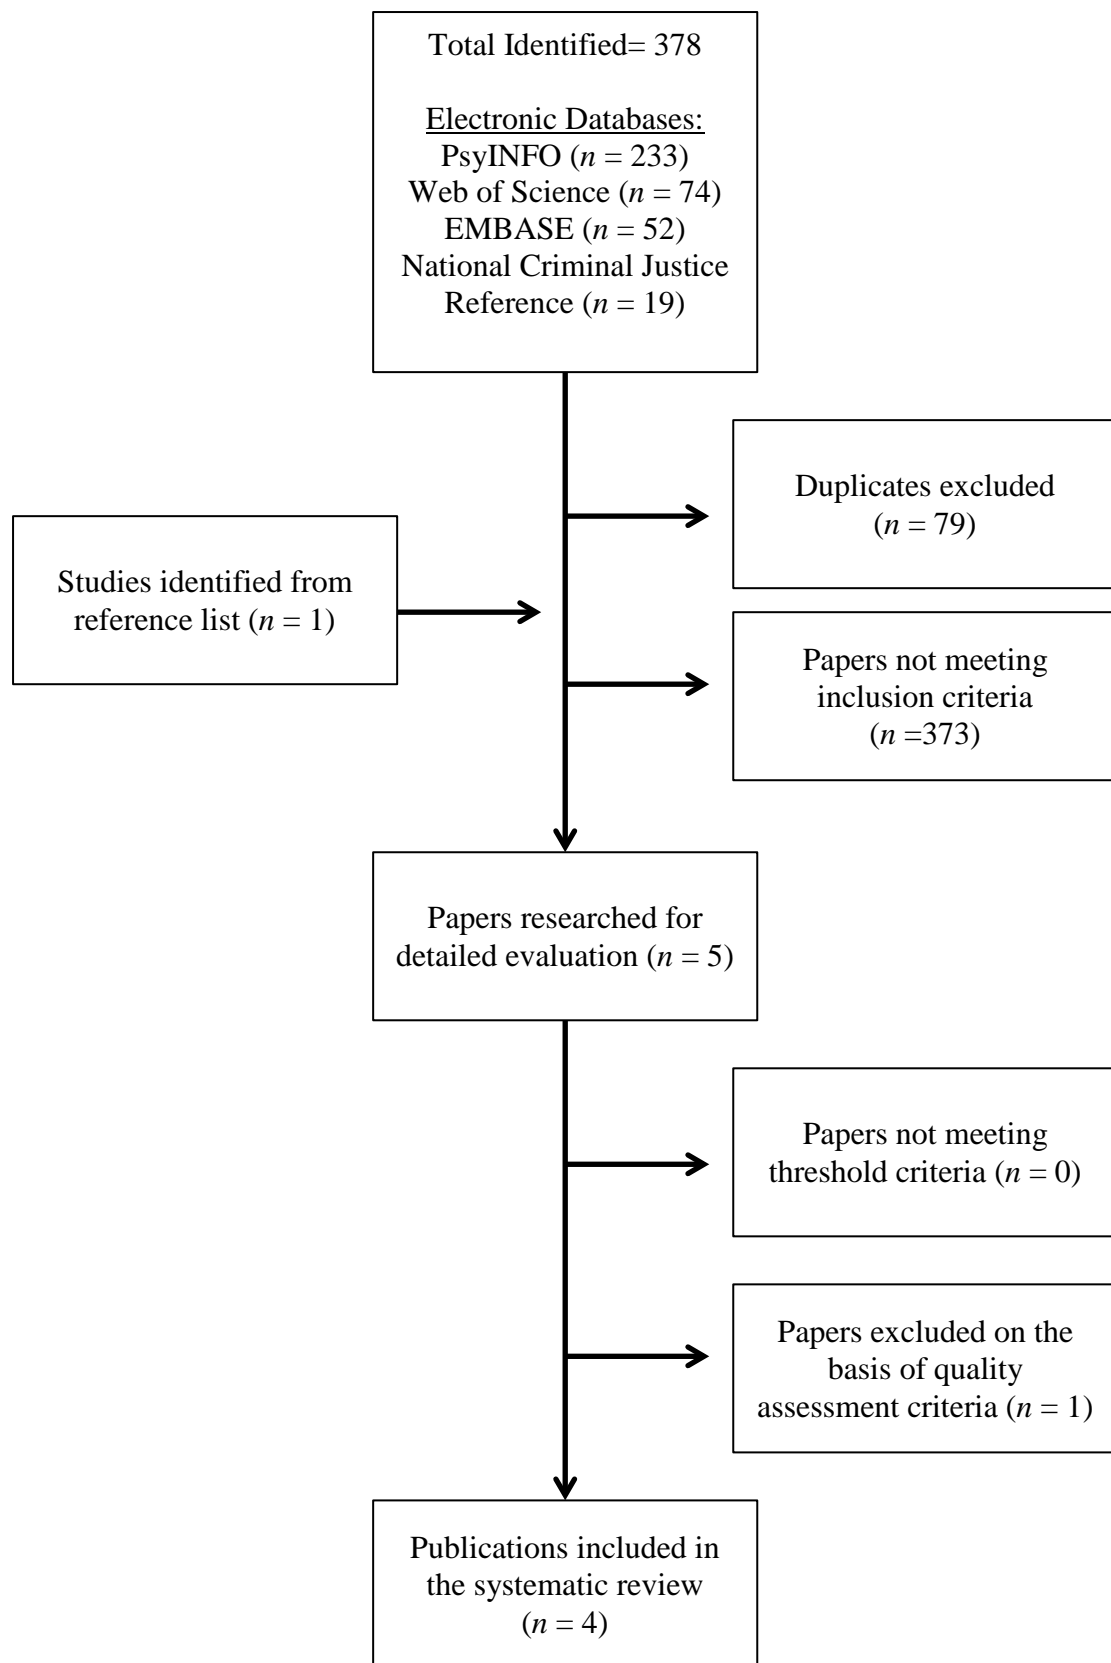 Total Identified= 378
Electronic Databases:
PsyINFO (n = 233)
Web of Science (n = 74)
EMBASE (n = 52)
National Criminal Justice
Reference (n = 19)
Duplicates excluded
(n = 79)
Studies identified from
reference list (n = 1)
Papers not meeting
inclusion criteria
(n =373)
Papers researched for
detailed evaluation (n = 5)
Papers not meeting
threshold criteria (n = 0)
Papers excluded on the
basis of quality
assessment criteria (n = 1)
Publications included in
the systematic review
(n = 4)